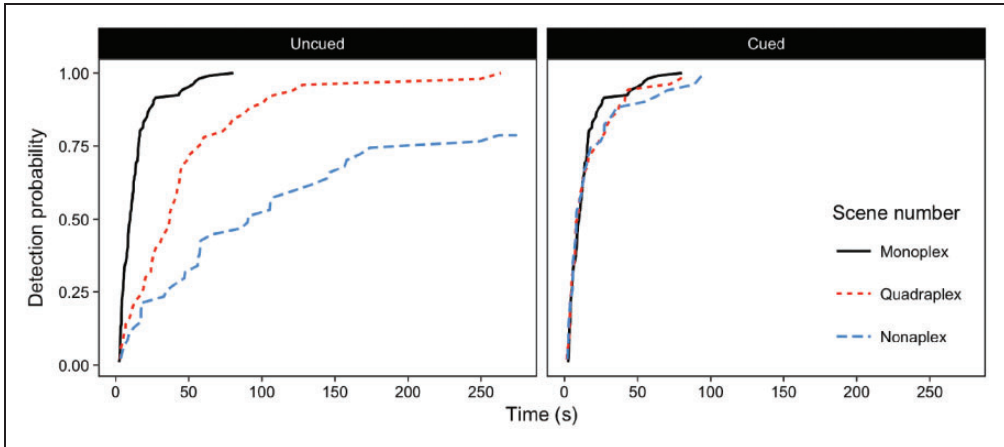 Uncued
Cued
1.00
0.75
0.50
0.25
0.00
Detection probability
0 50 100 150 200 250
0 50 100 150 200 250
Time (s)
Scene number
Monoplex
Quadraplex
Nonaplex